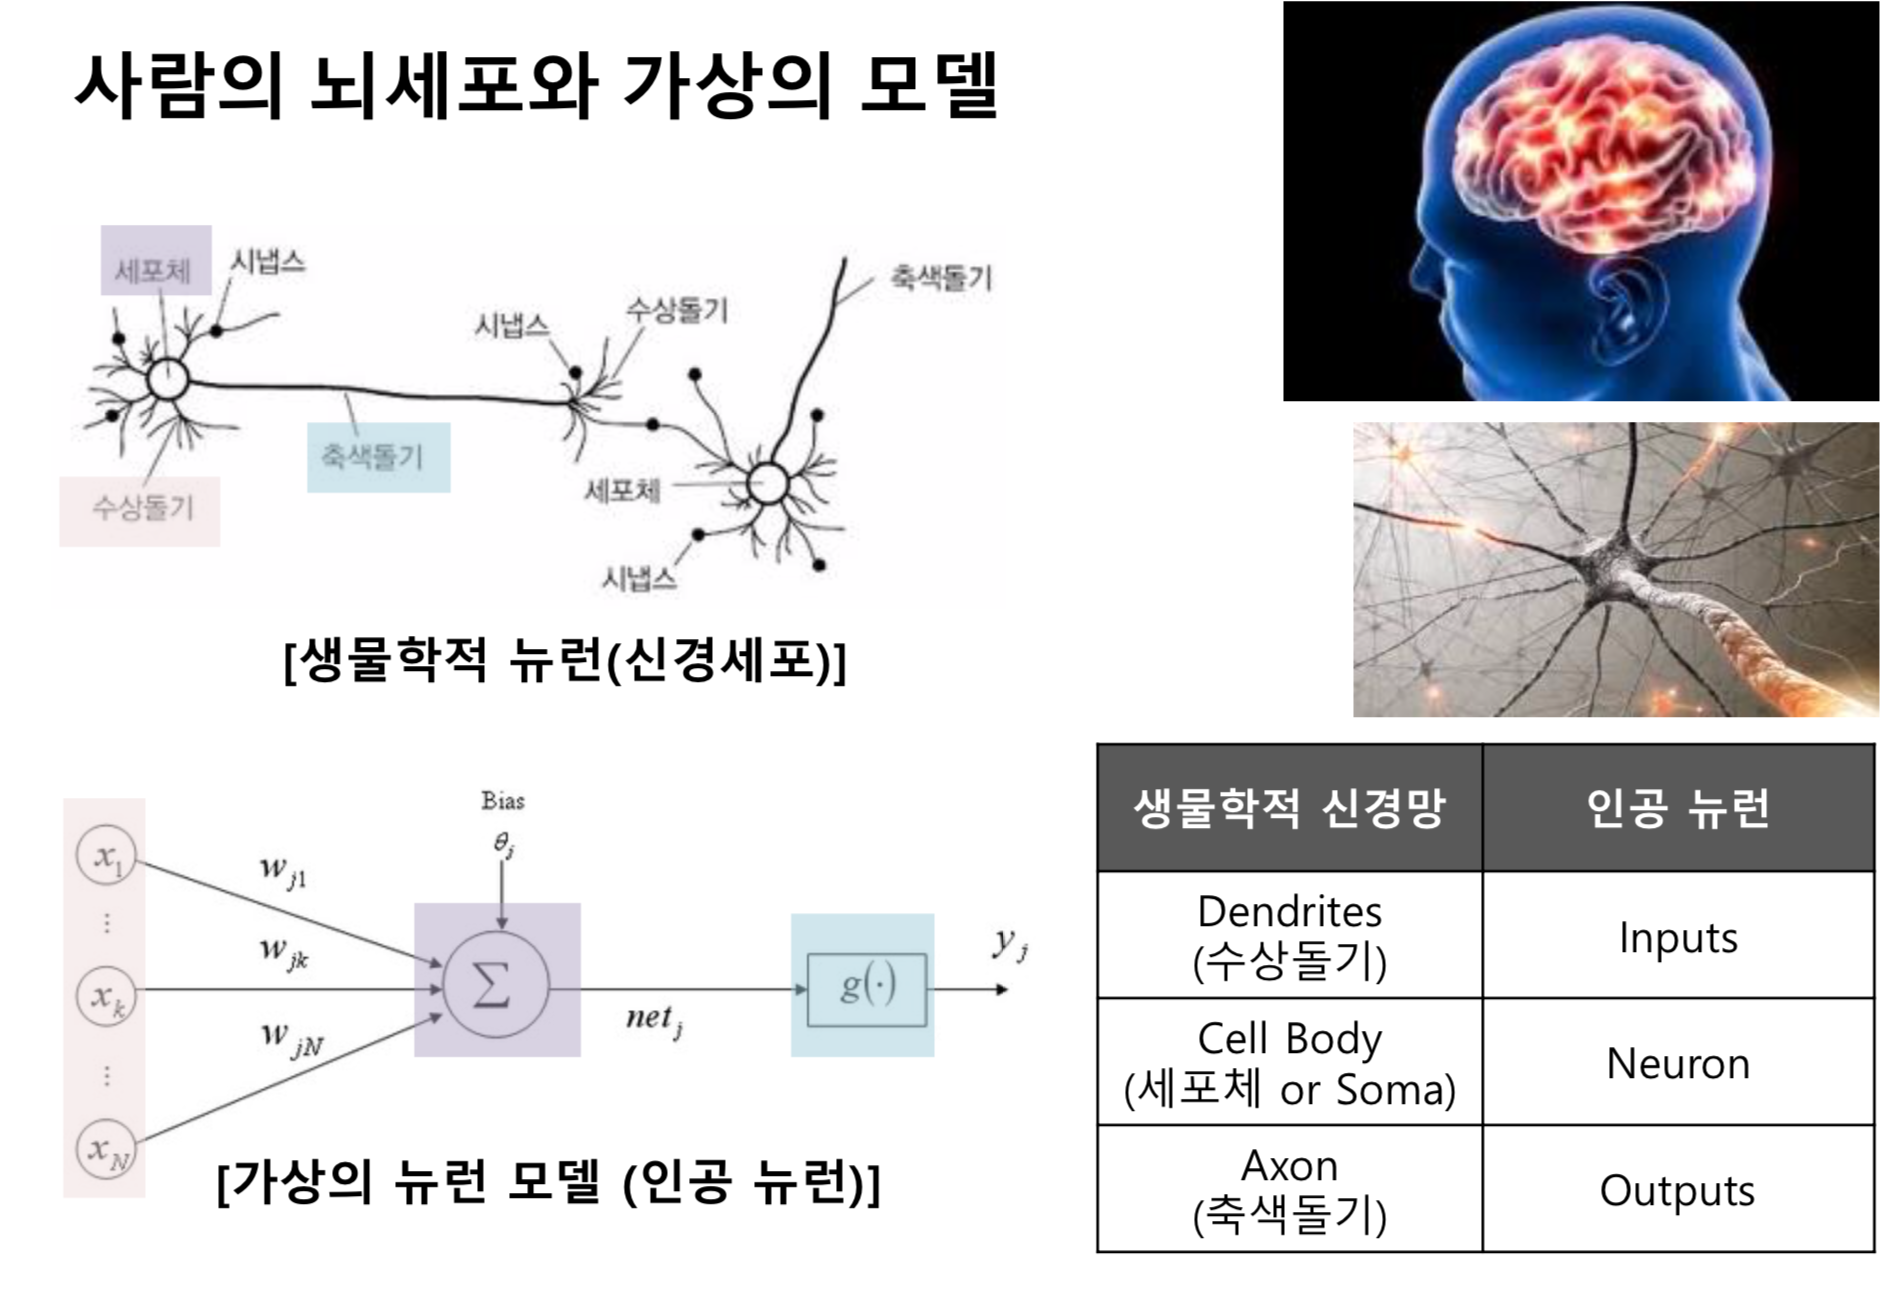 사람의 뇌세포와 가상의 모델
세포체
시냅스
시냅스
수상돌기
축색돌기
축색돌기
수상돌기
세포체
시냅스
[생물학적 뉴런(신경세포)]
Bias
θj
x1
wj1
⋮
wjk
xk
Σ
netj
g(·)
yj
wjN
⋮
xN
[가상의 뉴런 모델 (인공 뉴런)]
생물학적 신경망
인공 뉴런
Dendrites
(수상돌기)
Inputs
Cell Body
(세포체 or Soma)
Neuron
Axon
(축색돌기)
Outputs